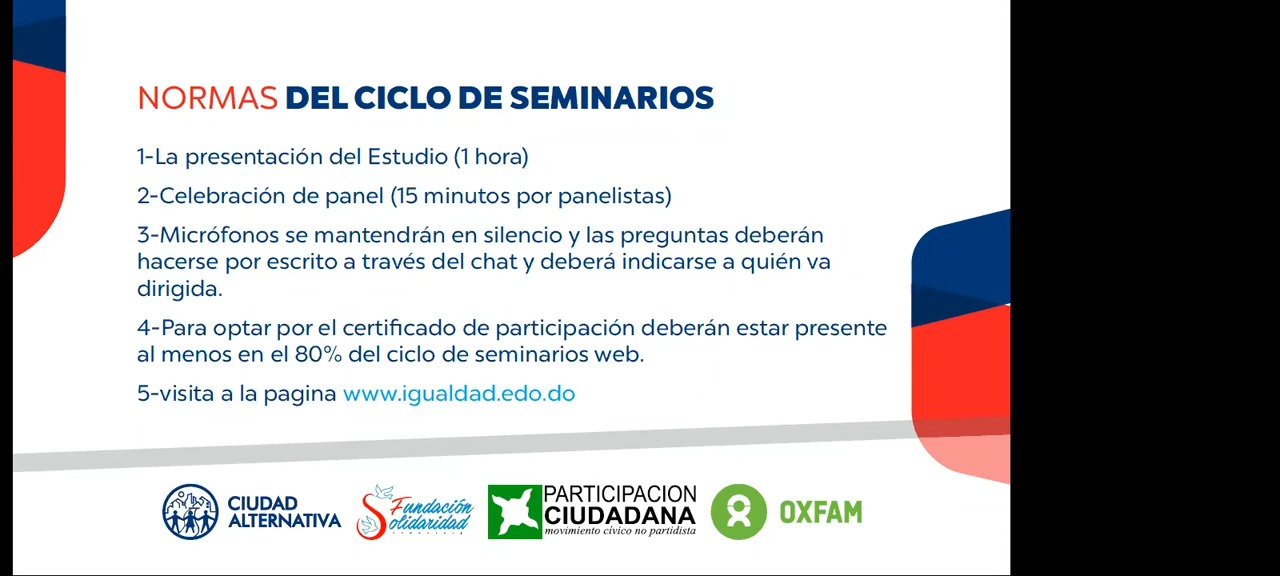 NORMAS DEL CICLO DE SEMINARIOS
1-La presentación del Estudio (1 hora)
2-Celebración de panel (15 minutos por panelistas)
3-Micrófonos se mantendrán en silencio y las preguntas deberán
hacerse por escrito a través del chat y deberá indicarse a quién va
dirigida.
4-Para optar por el certificado de participación deberán estar presente
al menos en el 80% del ciclo de seminarios web.
5-visita a la pagina www.igualdad.edo.do
CIUDAD
ALTERNATIVA
Fundación
Solidaridad
PARTICIPACION
CIUDADANA
movimiento cívico no partidista
OXFAM